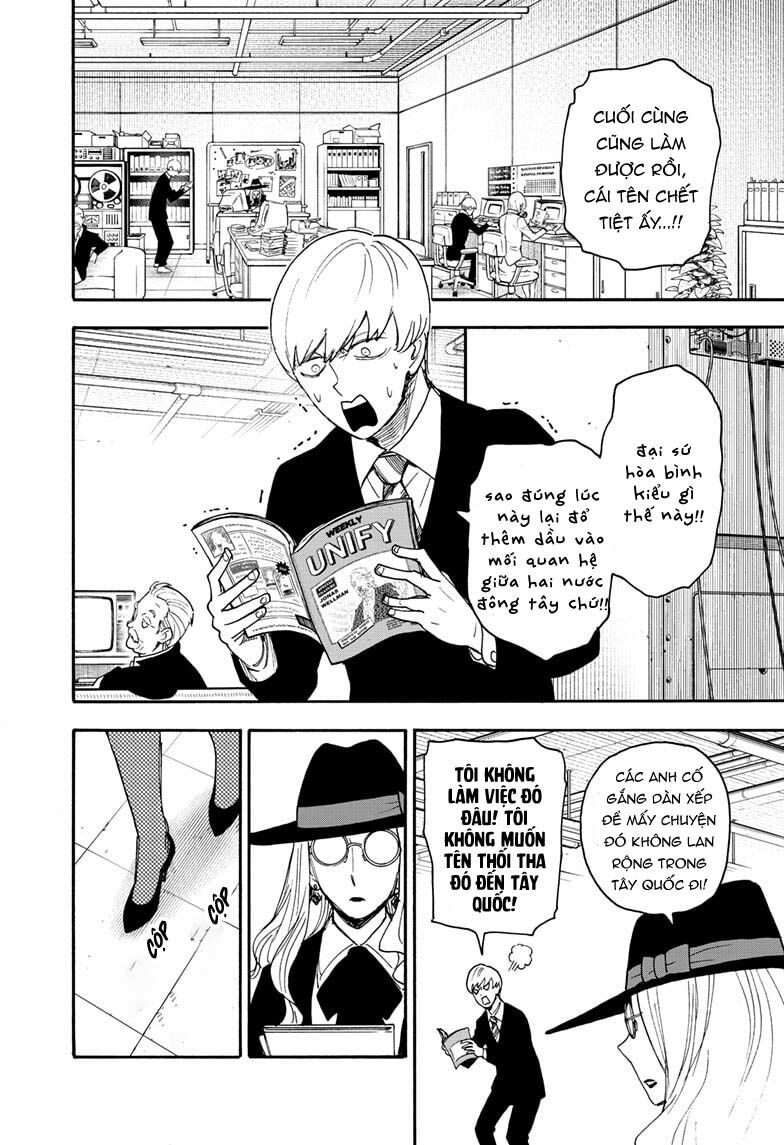 CUỐI CÙNG
CŨNG LÀM
ĐƯỢC RỒI,
CÁI TÊN CHẾT
TIỆT ẤY...!!
đại sứ
hòa bình
kiểu gì
thế này!!
sao đúng lúc
này lại đổ
thêm dầu vào
mối quan hệ
giữa hai nước
đông tây chứ!!
WEEKLY
UNIFY
JONAS
WELLMAN
CÁC ANH CỐ
GẮNG DÀN XẾP
ĐỂ MẤY CHUYỆN
ĐÓ KHÔNG LAN
RỘNG TRONG
TÂY QUỐC ĐI!
TÔI KHÔNG
LÀM VIỆC ĐÓ
ĐÂU! TÔI
KHÔNG MUỐN
TÊN THỐI THA
ĐÓ ĐẾN TÂY
QUỐC!
CỘP
CỘP